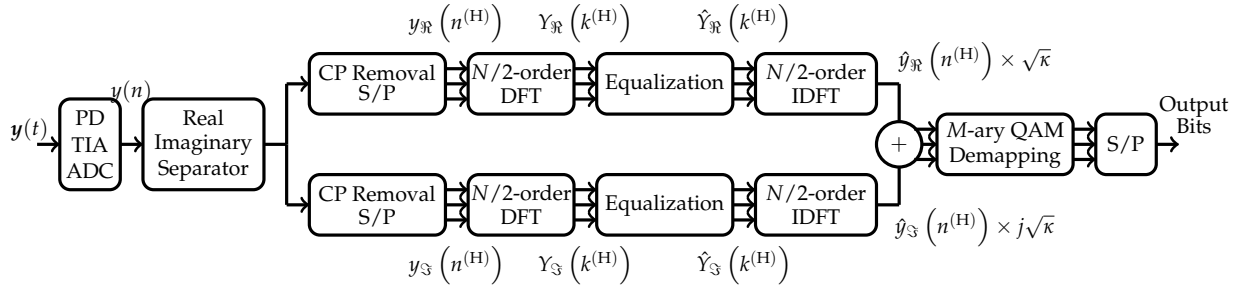 y_ℜ(n^(H)) Y_ℜ(k^(H)) Ŷ_ℜ(k^(H))
CP Removal
S/P
N/2-order
DFT
Equalization
N/2-order
IDFT
ŷ_ℜ(n^(H)) × √κ
y(t)
PD
TIA
ADC
y(n)
Real
Imaginary
Separator
+
M-ary QAM
Demapping
S/P
Output
Bits
CP Removal
S/P
N/2-order
DFT
Equalization
N/2-order
IDFT
ŷ_ℑ(n^(H)) × j√κ
y_ℑ(n^(H)) Y_ℑ(k^(H)) Ŷ_ℑ(k^(H))